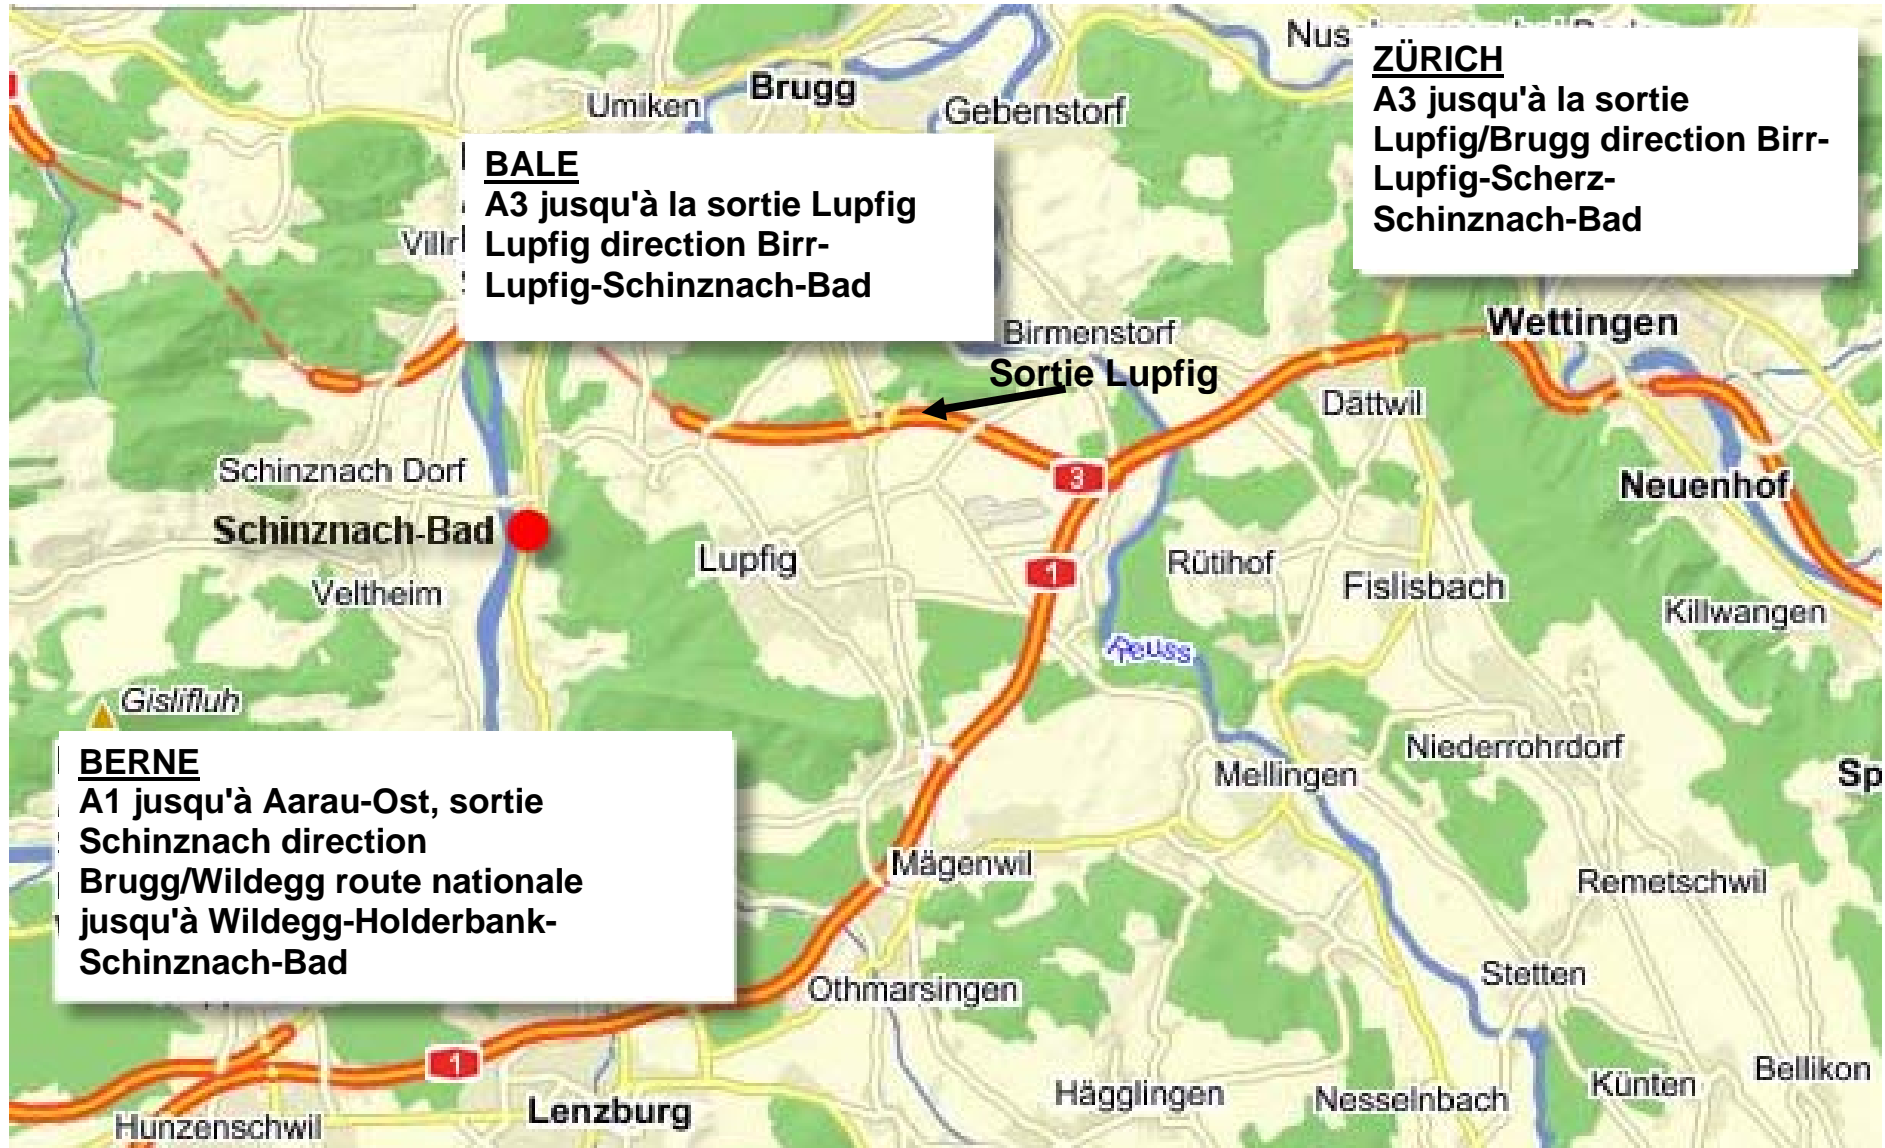 Brugg
Umiken
Gebenstorf
ZÜRICH
A3 jusqu'à la sortie
Lupfig/Brugg direction Birr-
Lupfig-Scherz-
Schinznach-Bad
BALE
A3 jusqu'à la sortie Lupfig
Lupfig direction Birr-
Lupfig-Schinznach-Bad
Birmenstorf
Wettingen
Sortie Lupfig
Dättwil
Schinznach Dorf
3
Neuenhof
Schinznach-Bad
Lupfig
1
Rütihof
Fislisbach
Veltheim
Killwangen
Reuss
Gislifluh
BERNE
A1 jusqu'à Aarau-Ost, sortie
Schinznach direction
Brugg/Wildegg route nationale
jusqu'à Wildegg-Holderbank-
Schinznach-Bad
Niederrohrdorf
Mellingen
Mägenwil
Remetschwil
Othmarsingen
Stetten
1
Bellikon
Künten
Hägglingen
Nesselnbach
Lenzburg
Hunzenschwil